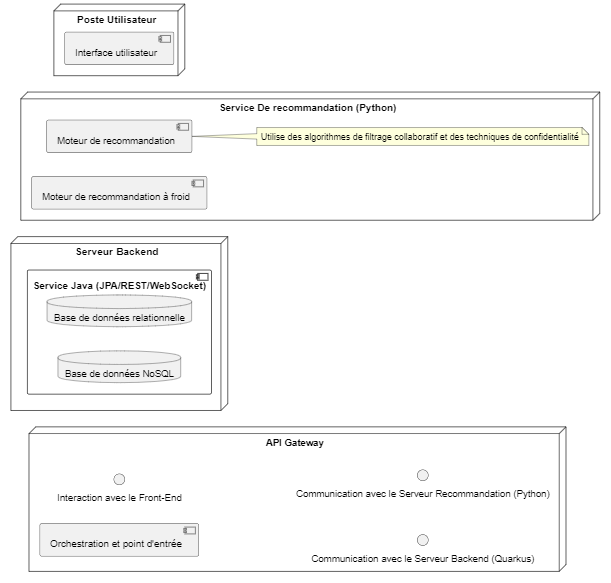 Poste Utilisateur
Interface utilisateur
Service De recommandation (Python)
Moteur de recommandation
Utilise des algorithmes de filtrage collaboratif et des techniques de confidentialité
Moteur de recommandation à froid
Serveur Backend
Service Java (JPA/REST/WebSocket)
Base de données relationnelle
Base de données NoSQL
API Gateway
Interaction avec le Front-End
Communication avec le Serveur Recommandation (Python)
Orchestration et point d'entrée
Communication avec le Serveur Backend (Quarkus)